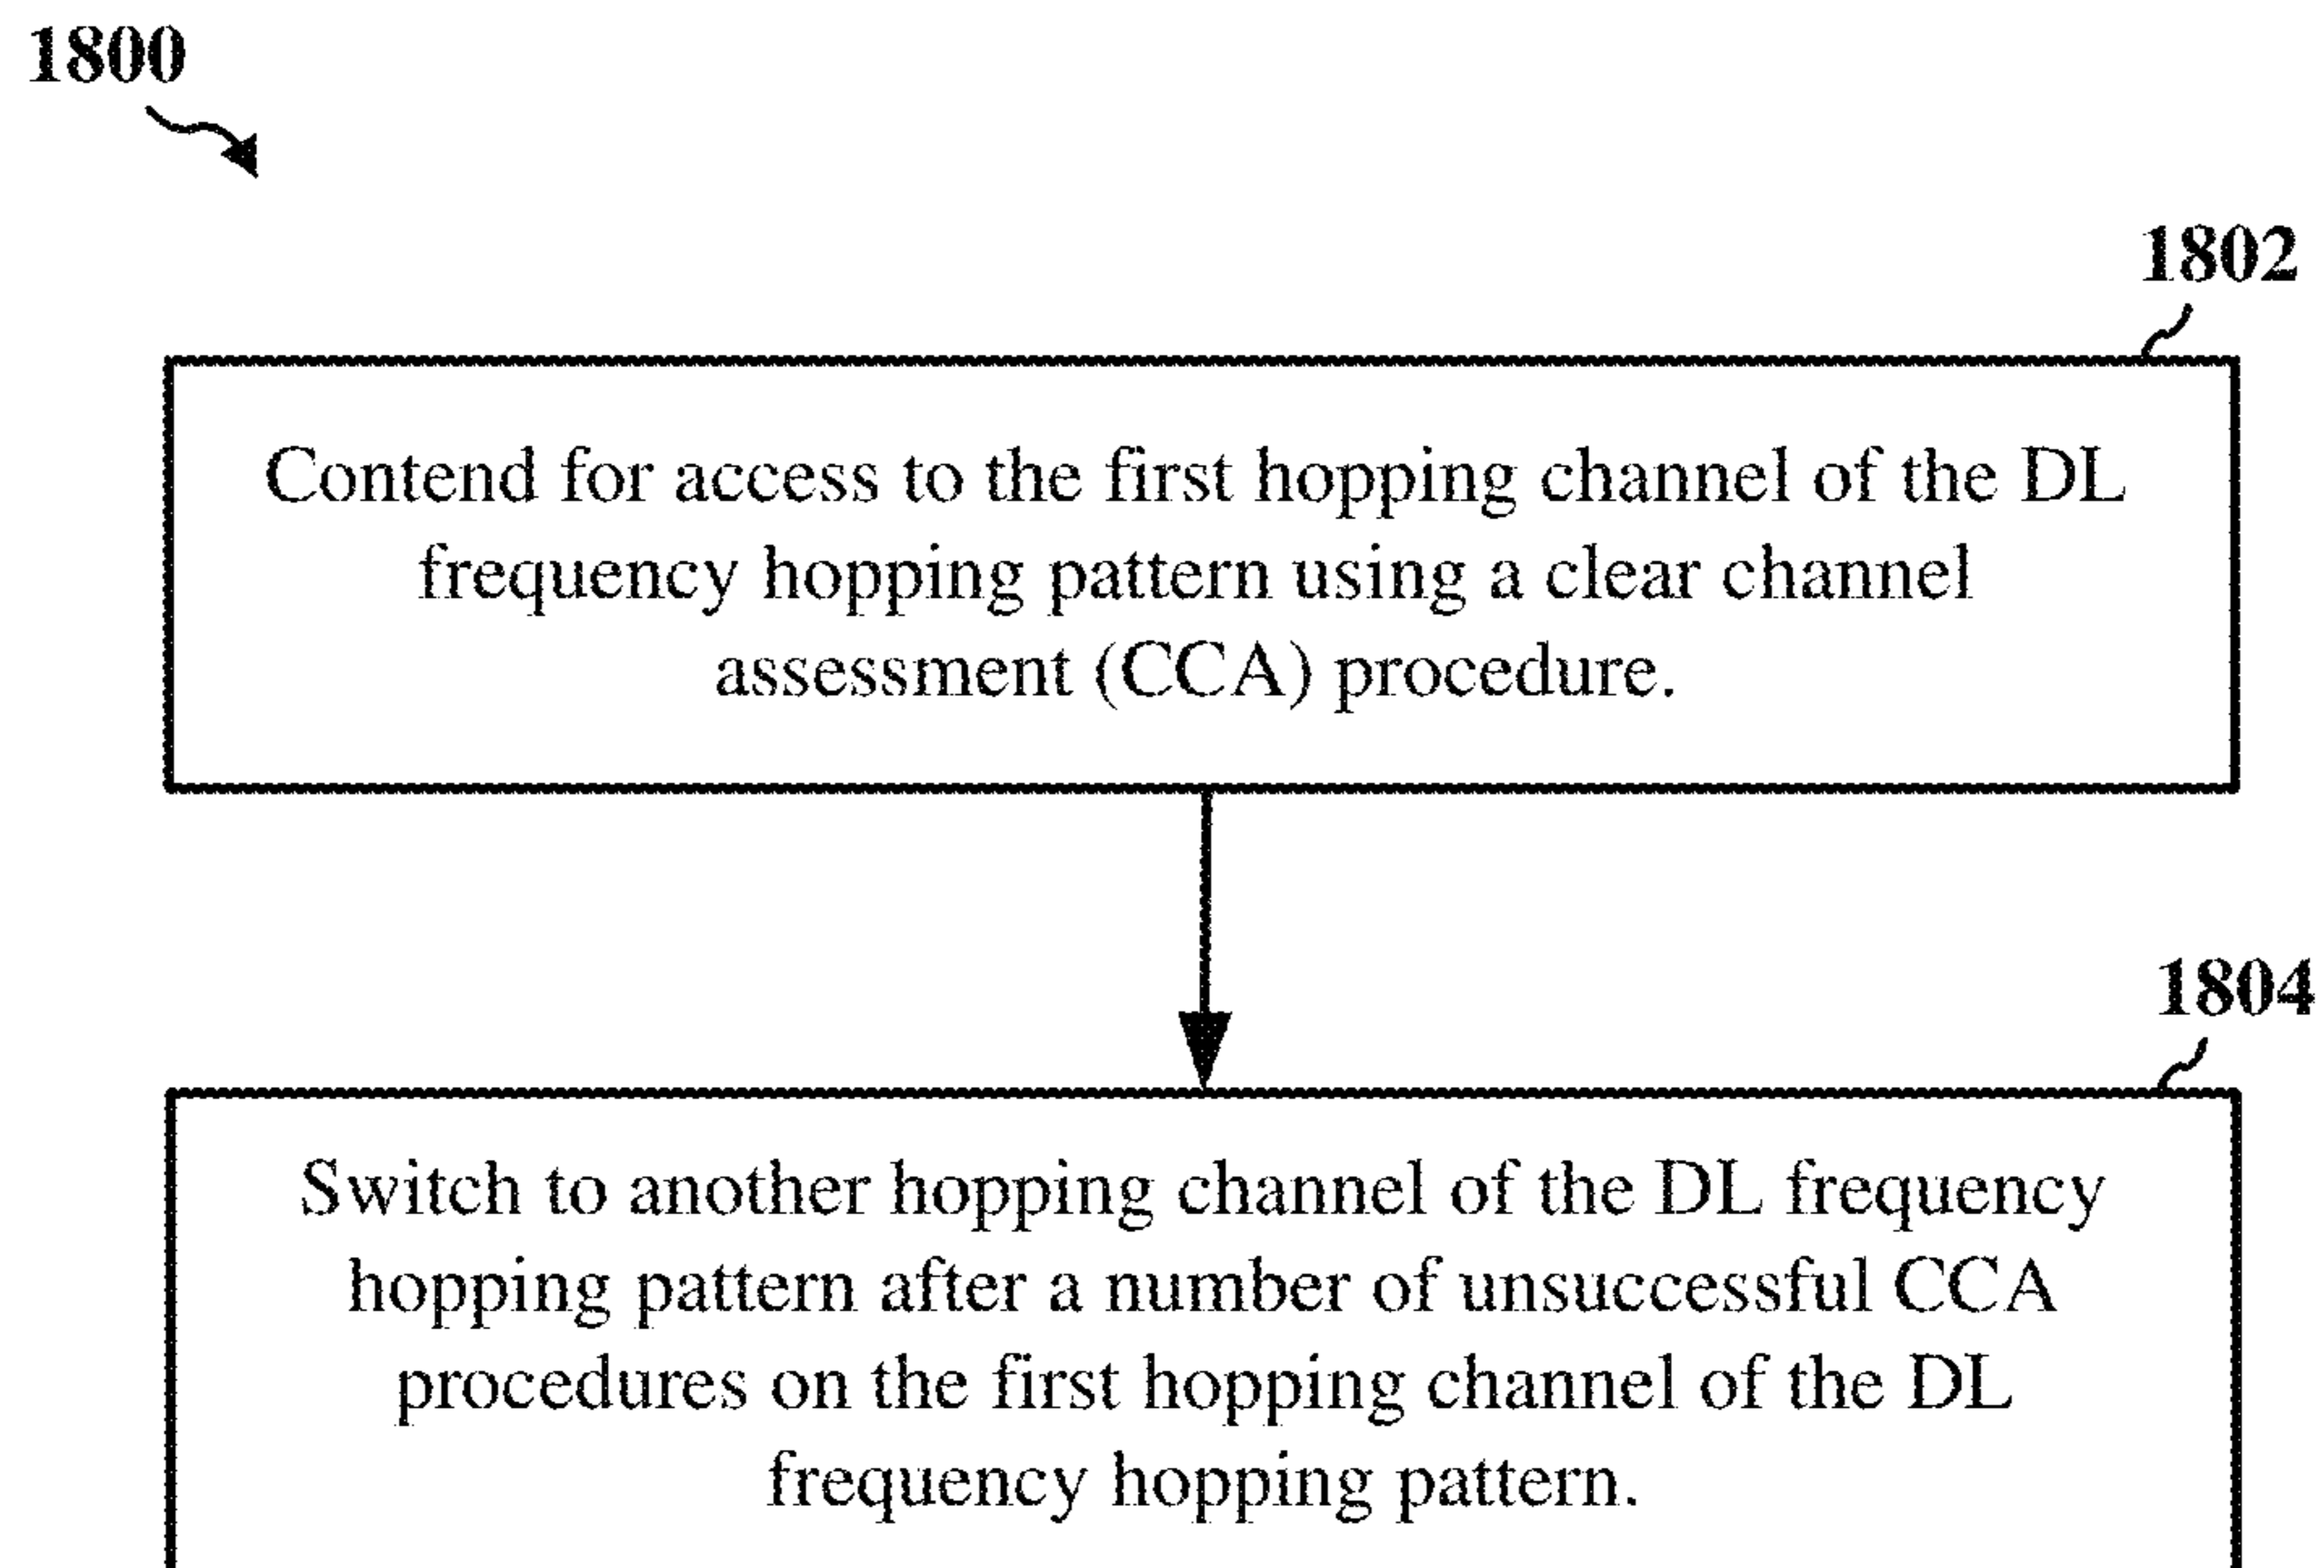 1800
1802
Contend for access to the first hopping channel of the DL
frequency hopping pattern using a clear channel
assessment (CCA) procedure.
1804
Switch to another hopping channel of the DL frequency
hopping pattern after a number of unsuccessful CCA
procedures on the first hopping channel of the DL
frequency hopping pattern.